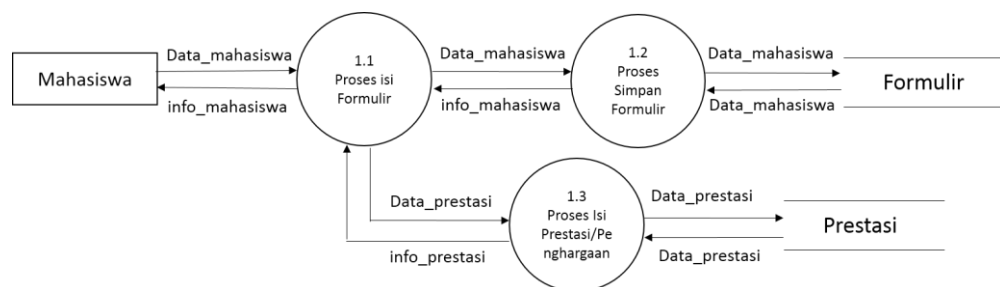 Mahasiswa
Data_mahasiswa
info_mahasiswa
1.1
Proses isi
Formulir
Data_mahasiswa
info_mahasiswa
1.2
Proses
Simpan
Formulir
Data_mahasiswa
Data_mahasiswa
Formulir
Data_prestasi
info_prestasi
1.3
Proses Isi
Prestasi/Pe
nghargaan
Data_prestasi
Data_prestasi
Prestasi